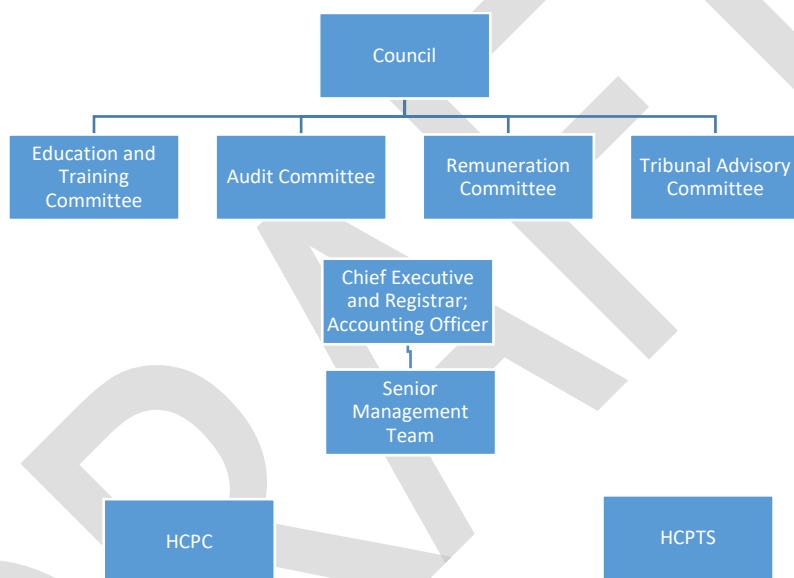 Council
Education and
Training
Committee
Audit Committee
Remuneration
Committee
Tribunal Advisory
Committee
Chief Executive
and Registrar;
Accounting Officer
Senior
Management
Team
HCPC
HCPTS